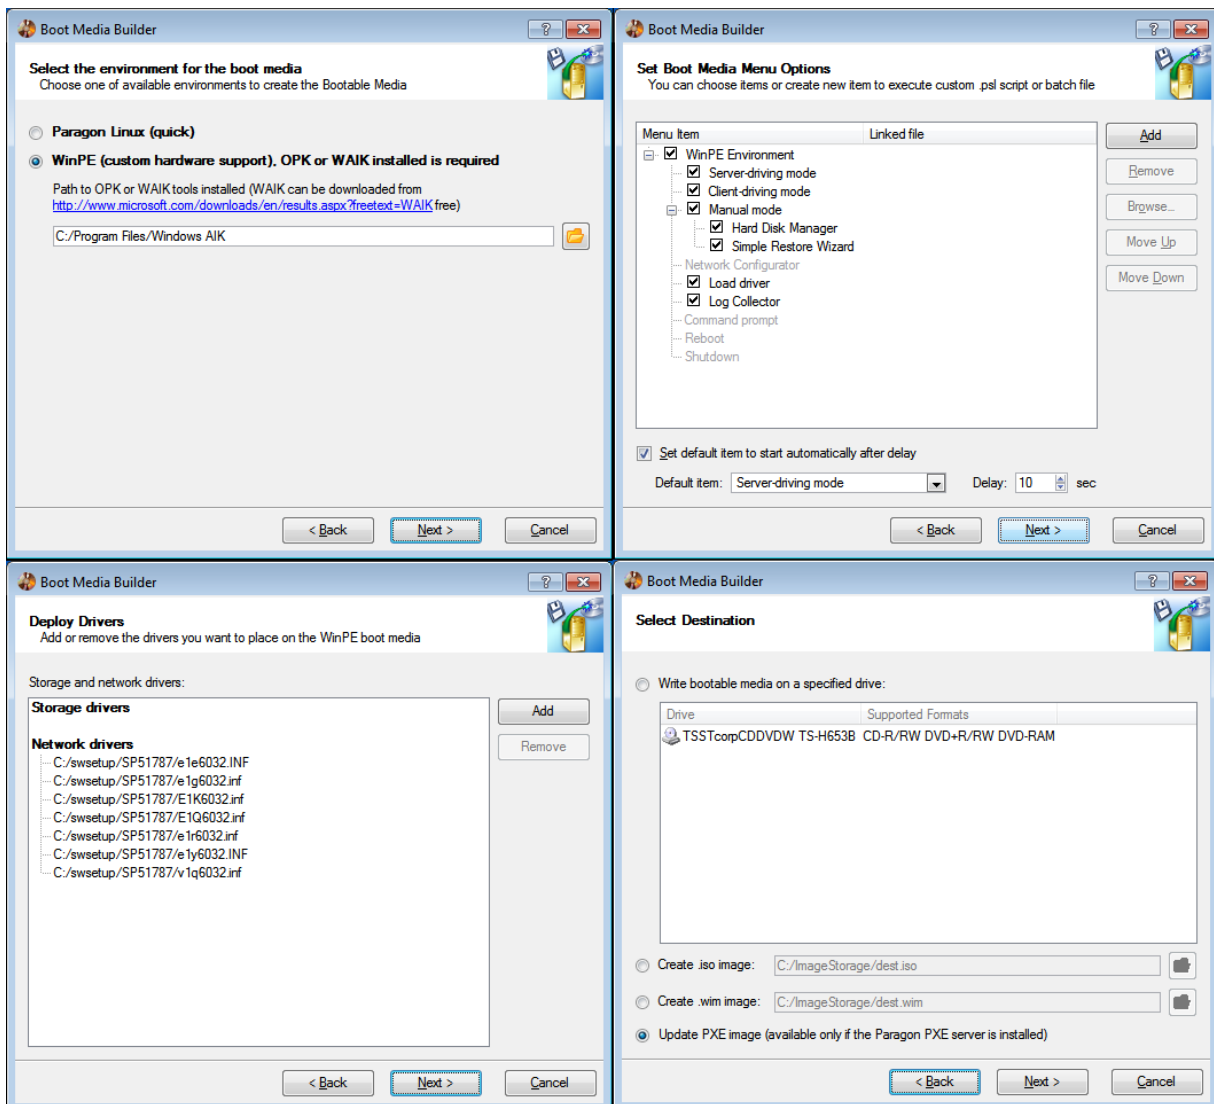 Boot Media Builder
Select the environment for the boot media
Choose one of available environments to create the Bootable Media
Paragon Linux (quick)
WinPE (custom hardware support), OPK or WAIK installed is required
Path to OPK or WAIK tools installed (WAIK can be downloaded from
http://www.microsoft.com/downloads/en/results.aspx?freetext=WAIK free)
C:/Program Files/Windows AIK
< Back Next > Cancel
Boot Media Builder
Set Boot Media Menu Options
You can choose items or create new item to execute custom .psl script or batch file
Menu Item Linked file
WinPE Environment
Server-driving mode
Client-driving mode
Manual mode
Hard Disk Manager
Simple Restore Wizard
Network Configurator
Load driver
Log Collector
Command prompt
Reboot
Shutdown
Add
Remove
Browse...
Move Up
Move Down
Set default item to start automatically after delay
Default item: Server-driving mode Delay: 10 sec
< Back Next > Cancel
Boot Media Builder
Deploy Drivers
Add or remove the drivers you want to place on the WinPE boot media
Storage and network drivers:
Storage drivers
Network drivers
C:/swsetup/SP51787/e1e6032.INF
C:/swsetup/SP51787/e1g6032.inf
C:/swsetup/SP51787/E1K6032.inf
C:/swsetup/SP51787/E1Q6032.inf
C:/swsetup/SP51787/e1r6032.inf
C:/swsetup/SP51787/e1y6032.INF
C:/swsetup/SP51787/v1q6032.inf
Add
Remove
< Back Next > Cancel
Boot Media Builder
Select Destination
Write bootable media on a specified drive:
Drive Supported Formats
TSSTcorpCDDVDW TS-H653B CD-R/RW DVD+R/RW DVD-RAM
Create .iso image: C:/ImageStorage/dest.iso
Create .wim image: C:/ImageStorage/dest.wim
Update PXE image (available only if the Paragon PXE server is installed)
< Back Next > Cancel